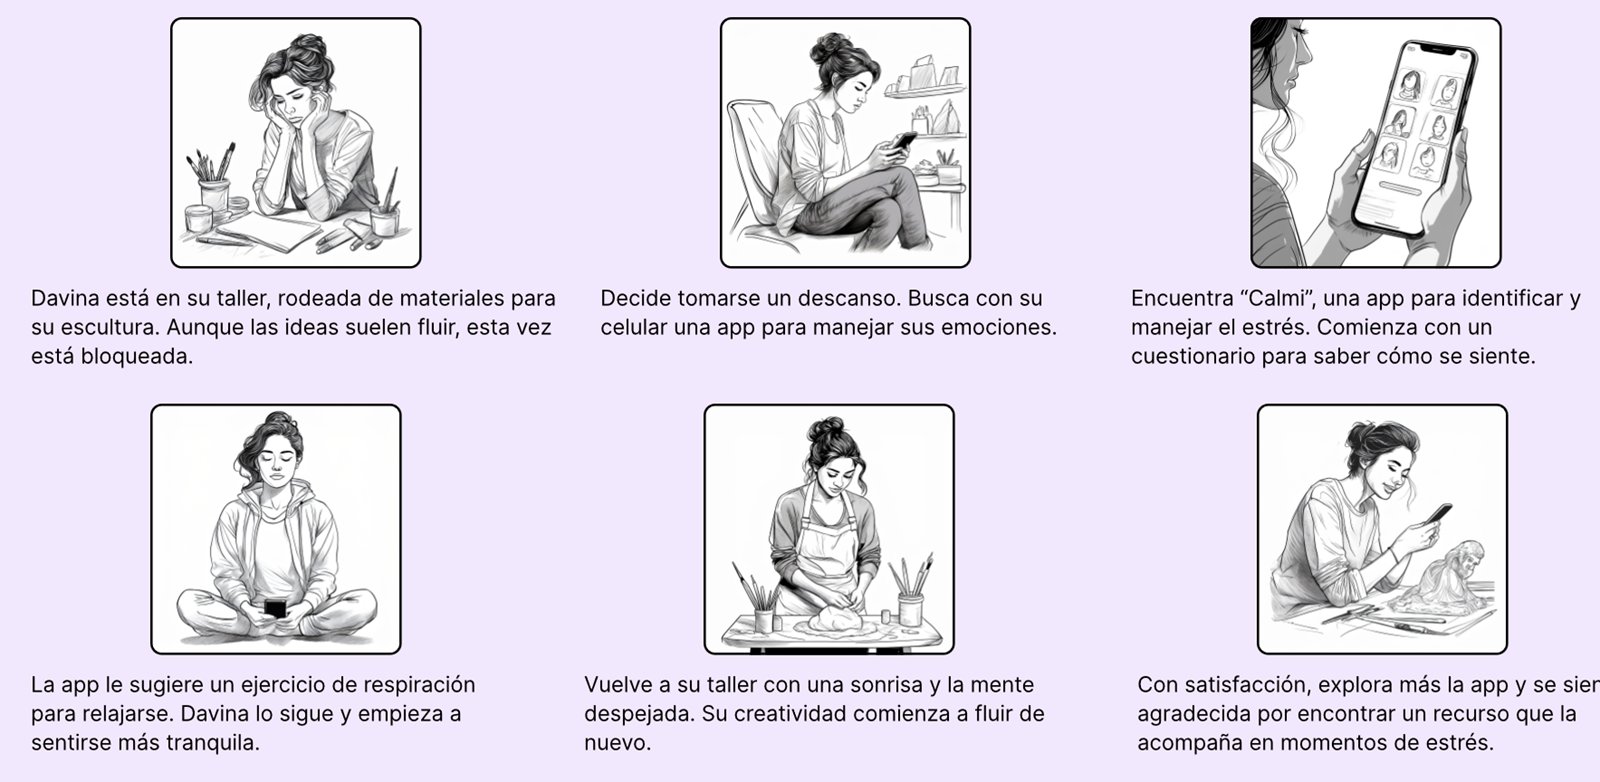 Davina está en su taller, rodeada de materiales para
su escultura. Aunque las ideas suelen fluir, esta vez
está bloqueada.
Decide tomarse un descanso. Busca con su
celular una app para manejar sus emociones.
Encuentra “Calmi”, una app para identificar y
manejar el estrés. Comienza con un
cuestionario para saber cómo se siente.
La app le sugiere un ejercicio de respiración
para relajarse. Davina lo sigue y empieza a
sentirse más tranquila.
Vuelve a su taller con una sonrisa y la mente
despejada. Su creatividad comienza a fluir de
nuevo.
Con satisfacción, explora más la app y se
agradecida por encontrar un recurso que la
acompaña en momentos de estrés.